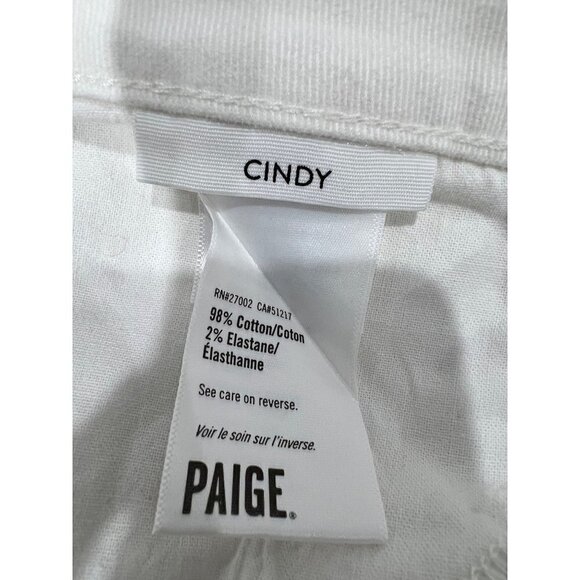 CINDY
RN#27002 CA#51217
98% Cotton/Coton
2% Elastane/
Élasthanne
See care on reverse.
Voir le soin sur l'inverse.
PAIGE®